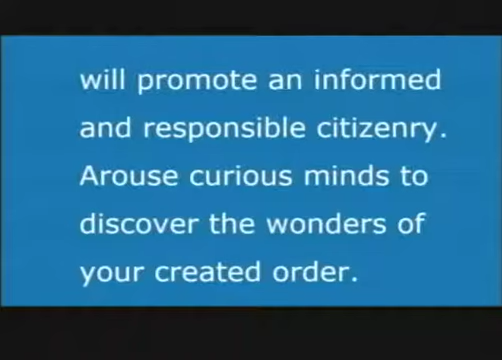 will promote an informed
and responsible citizenry.
Arouse curious minds to
discover the wonders of
your created order.